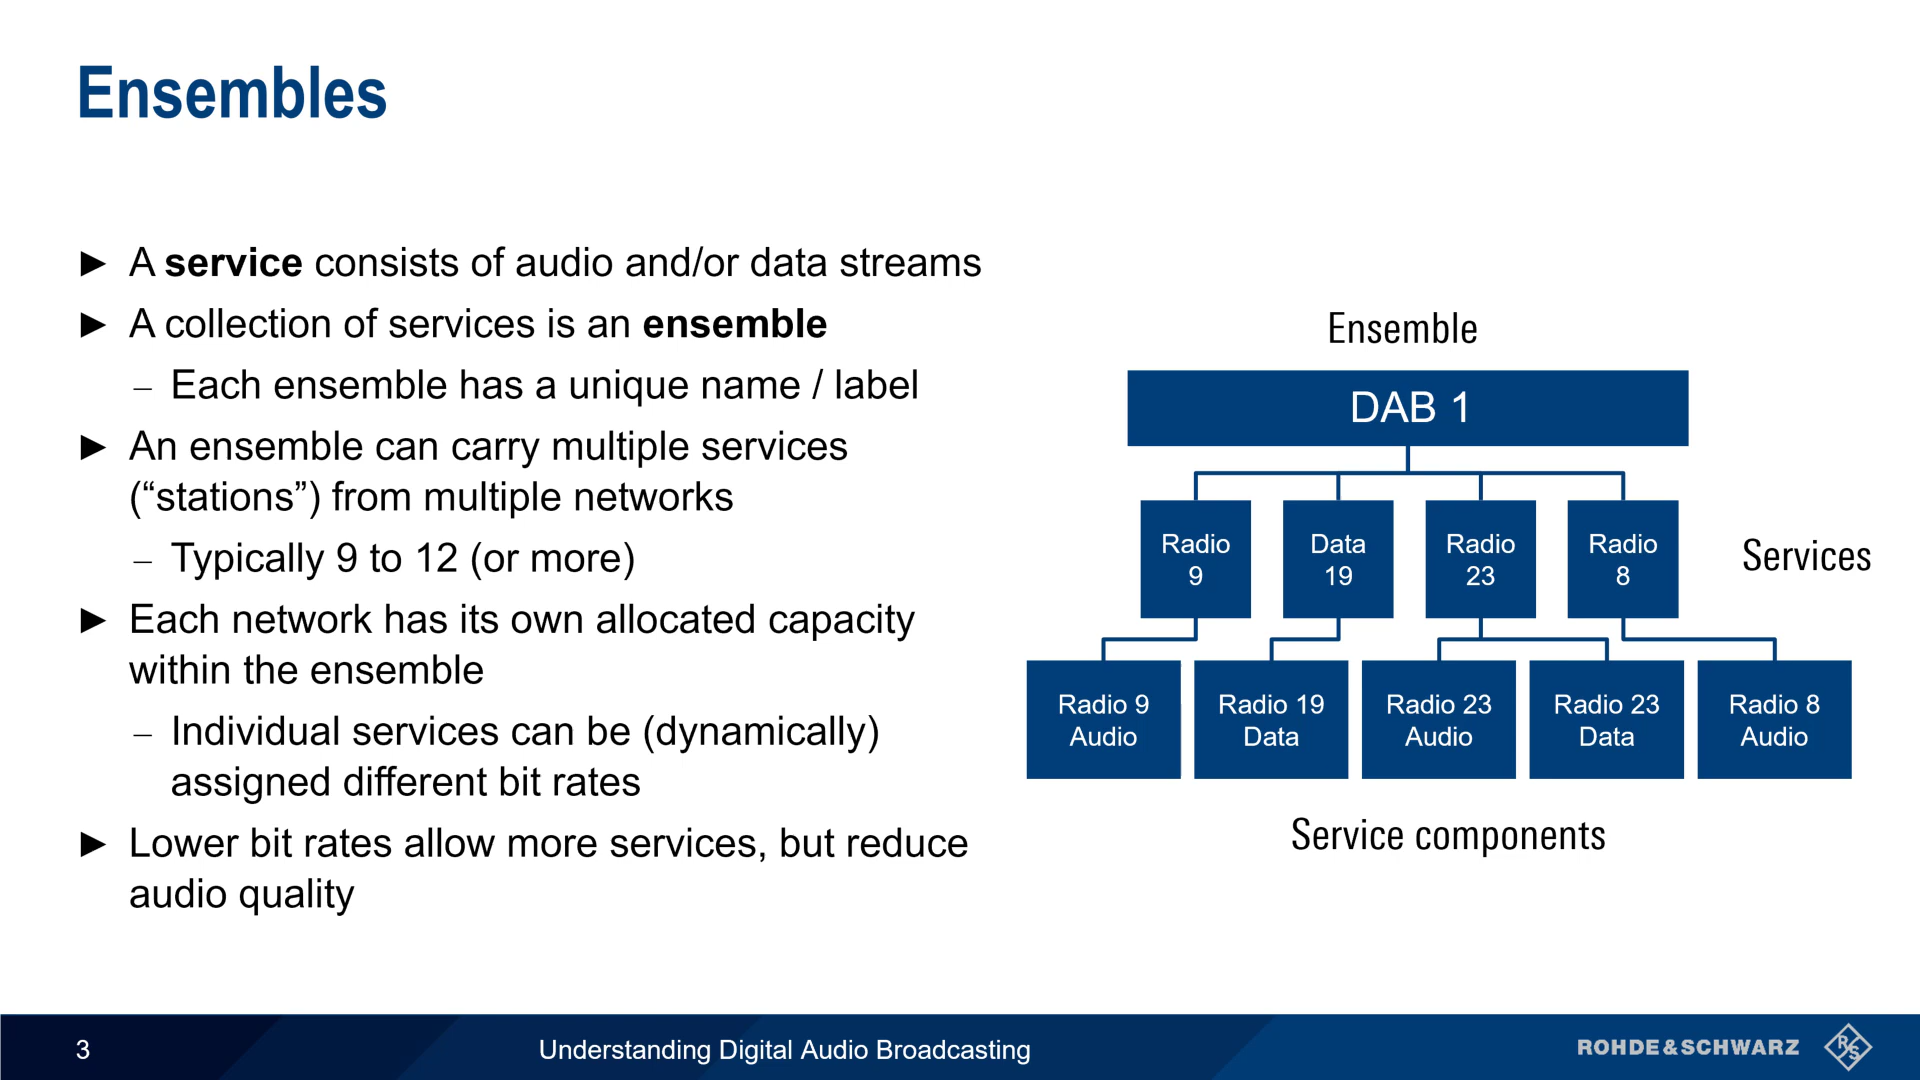 Ensembles
► A service consists of audio and/or data streams
► A collection of services is an ensemble
– Each ensemble has a unique name / label
► An ensemble can carry multiple services
(“stations”) from multiple networks
– Typically 9 to 12 (or more)
► Each network has its own allocated capacity
within the ensemble
– Individual services can be (dynamically)
assigned different bit rates
► Lower bit rates allow more services, but reduce
audio quality
Ensemble
DAB 1
Radio
9
Data
19
Radio
23
Radio
8
Services
Radio 9
Audio
Radio 19
Data
Radio 23
Audio
Radio 23
Data
Radio 8
Audio
Service components
3
Understanding Digital Audio Broadcasting
ROHDE&SCHWARZ
R&S